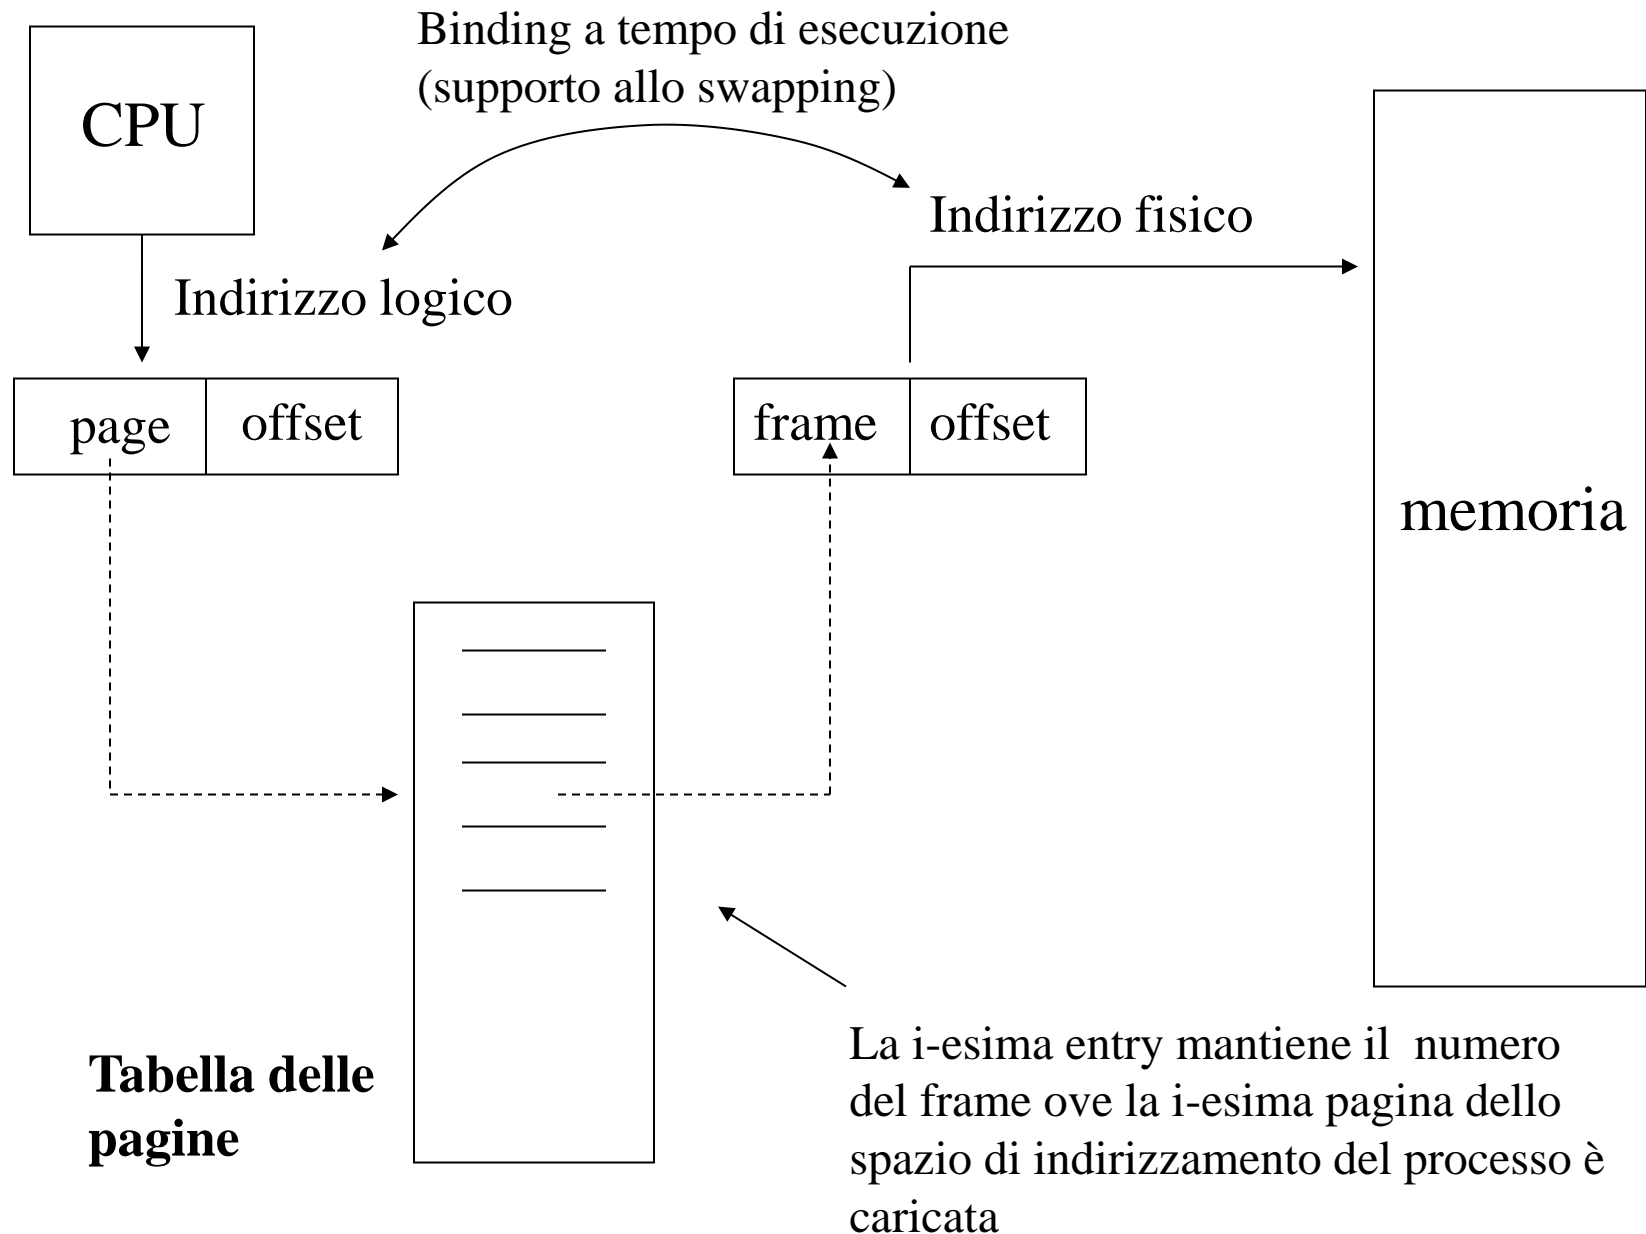 Binding a tempo di esecuzione
(supporto allo swapping)
CPU
Indirizzo fisico
Indirizzo logico
page
offset
frame
offset
memoria
Tabella delle
pagine
La i-esima entry mantiene il  numero
del frame ove la i-esima pagina dello
spazio di indirizzamento del processo è
caricata